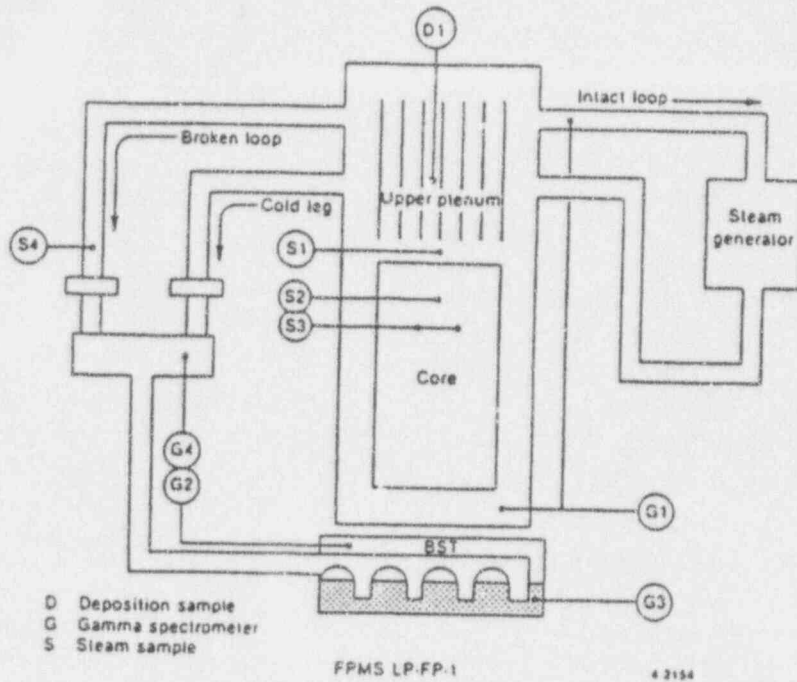 D1
Intact loop
Broken loop
Upper plenum
Cold leg
Steam
generator
S4
S1
S2
S3
Core
G4
G2
G1
BST
G3
D Deposition sample
G Gamma spectrometer
S Steam sample
FPMS LP-FP-1
4 2154